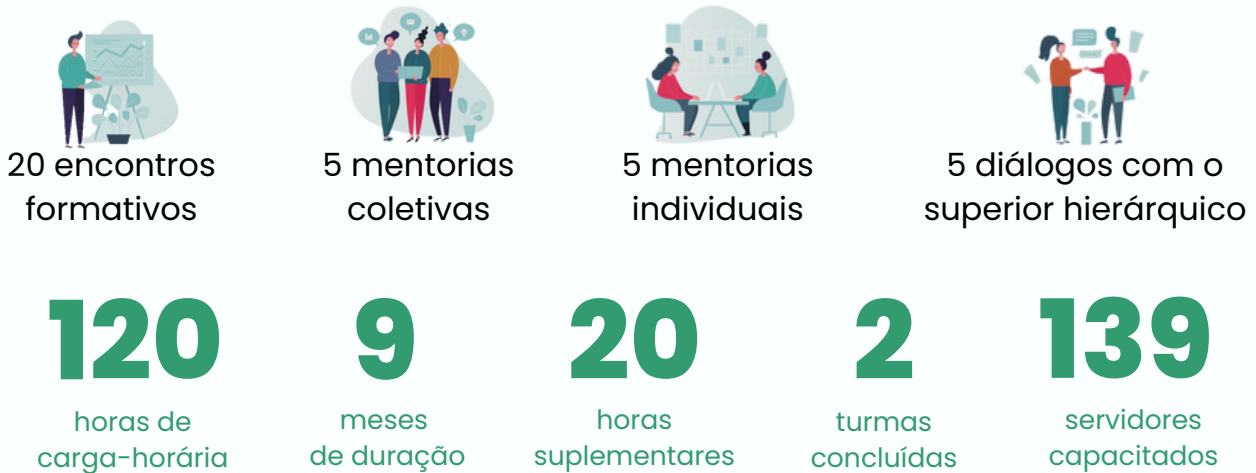 20 encontros
formativos
5 mentorias
coletivas
5 mentorias
individuais
5 diálogos com o
superior hierárquico
120
horas de
carga-horária
9
meses
de duração
20
horas
suplementares
2
turmas
concluídas
139
servidores
capacitados